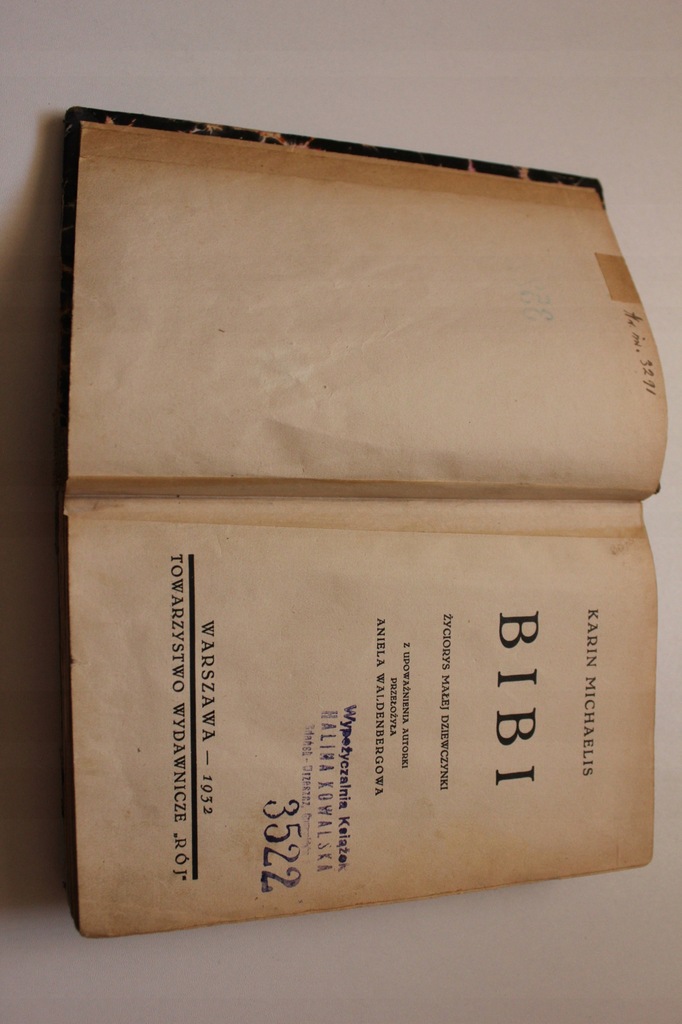 KARIN MICHAELIS
BIBI
ŻYCIORYS MAŁEJ DZIEWCZYNKI
Z UPOWAŻNIENIA AUTORKI
PRZEŁOŻYŁA
ANIELA WALDENBERGOWA
Wypożyczalnia Książek
HALINA KOWALSKA
3522
WARSZAWA — 1932
TOWARZYSTWO WYDAWNICZE „RÓJ"
3291